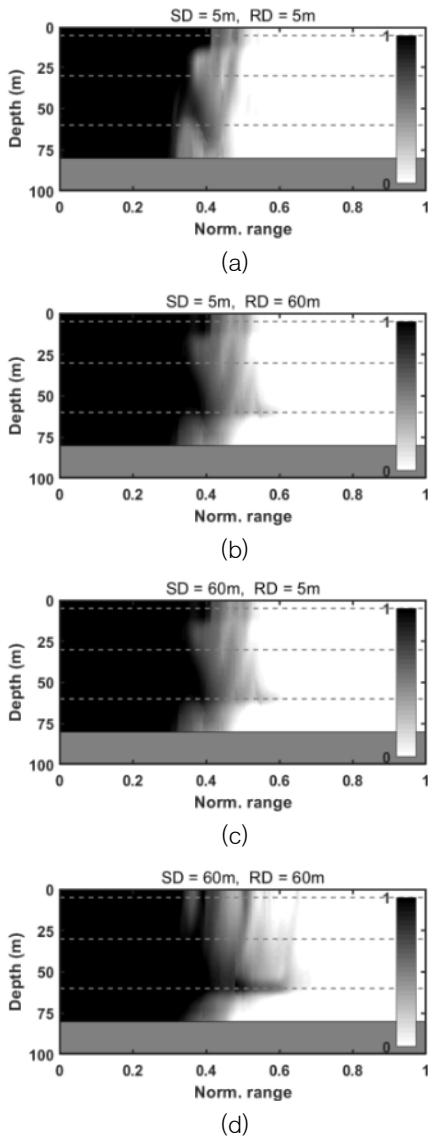 SD = 5m, RD = 5m
0
25
50
75
100
Depth (m)
1
0
0 0.2 0.4 0.6 0.8 1
Norm. range
(a)
SD = 5m, RD = 60m
0
25
50
75
100
Depth (m)
1
0
0 0.2 0.4 0.6 0.8 1
Norm. range
(b)
SD = 60m, RD = 5m
0
25
50
75
100
Depth (m)
1
0
0 0.2 0.4 0.6 0.8 1
Norm. range
(c)
SD = 60m, RD = 60m
0
25
50
75
100
Depth (m)
1
0
0 0.2 0.4 0.6 0.8 1
Norm. range
(d)